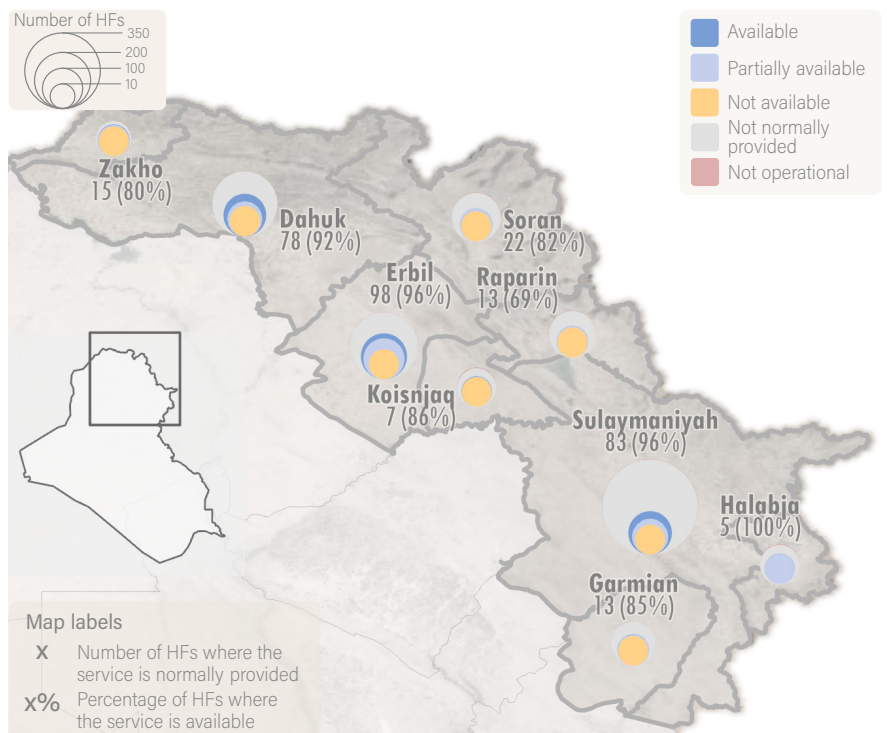 Number of HFs
350
200
100
10
Available
Partially available
Not available
Not normally
provided
Not operational
Zakho
15 (80%)
Dahuk
78 (92%)
Soran
22 (82%)
Erbil
98 (96%)
Raparin
13 (69%)
Koisnjaq
7 (86%)
Sulaymaniyah
83 (96%)
Halabja
5 (100%)
Garmian
13 (85%)
Map labels
x Number of HFs where the
service is normally provided
x% Percentage of HFs where
the service is available